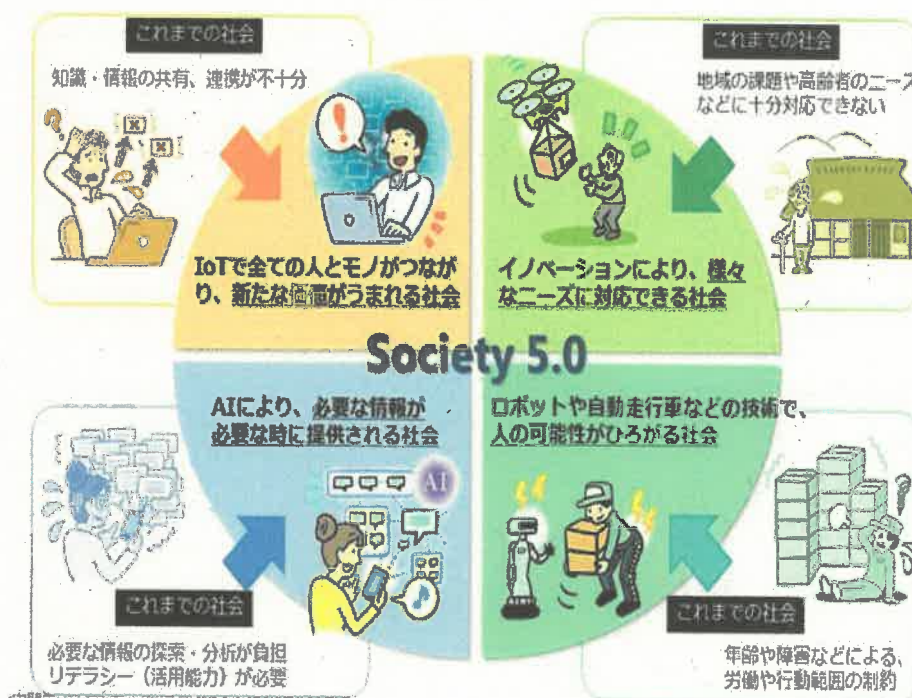 これまでの社会
知識・情報の共有、連携が不十分
IoTで全ての人とモノがつなが
り、新たな価値がうまれる社会
これまでの社会
地域の課題や高齢者のニーズ
などに十分対応できない
イノベーションにより、様々
なニーズに対応できる社会
Society 5.0
AIにより、必要な情報が
必要な時に提供される社会
AI
これまでの社会
必要な情報の探索・分析が負担
リテラシー（活用能力）が必要
ロボットや自動走行車などの技術で、
人の可能性がひろがる社会
これまでの社会
年齢や障害などによる、
労働や行動範囲の制約